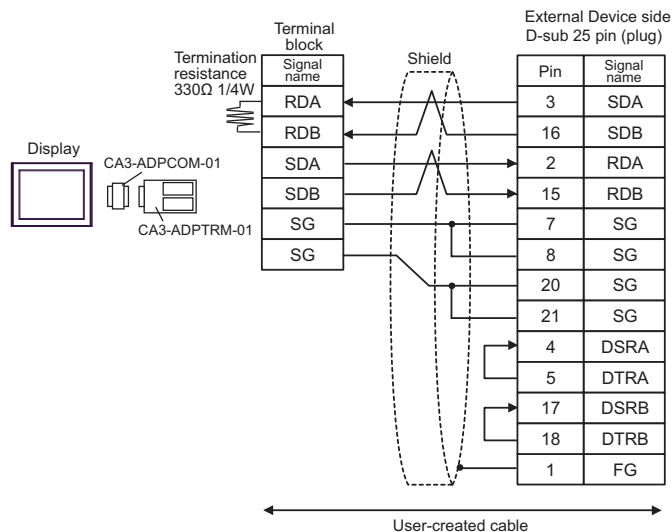 External Device side
D-sub 25 pin (plug)
Terminal
block
Termination
resistance
330Ω 1/4W
Shield
Signal
name
RDA
RDB
SDA
SDB
SG
SG
Pin
Signal
name
3 SDA
16 SDB
2 RDA
15 RDB
7 SG
8 SG
20 SG
21 SG
4 DSRA
5 DTRA
17 DSRB
18 DTRB
1 FG
Display
CA3-ADPCOM-01
CA3-ADPTRM-01
User-created cable